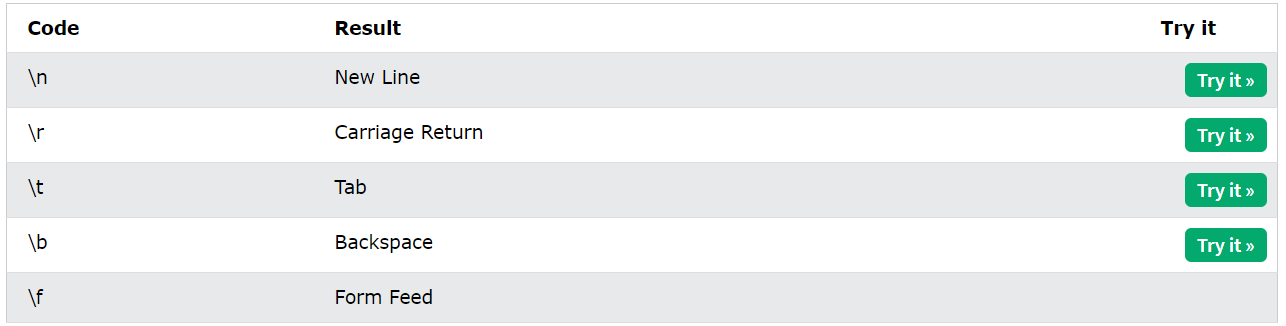 Code Result Try it
\n New Line Try it »
\r Carriage Return Try it »
\t Tab Try it »
\b Backspace Try it »
\f Form Feed